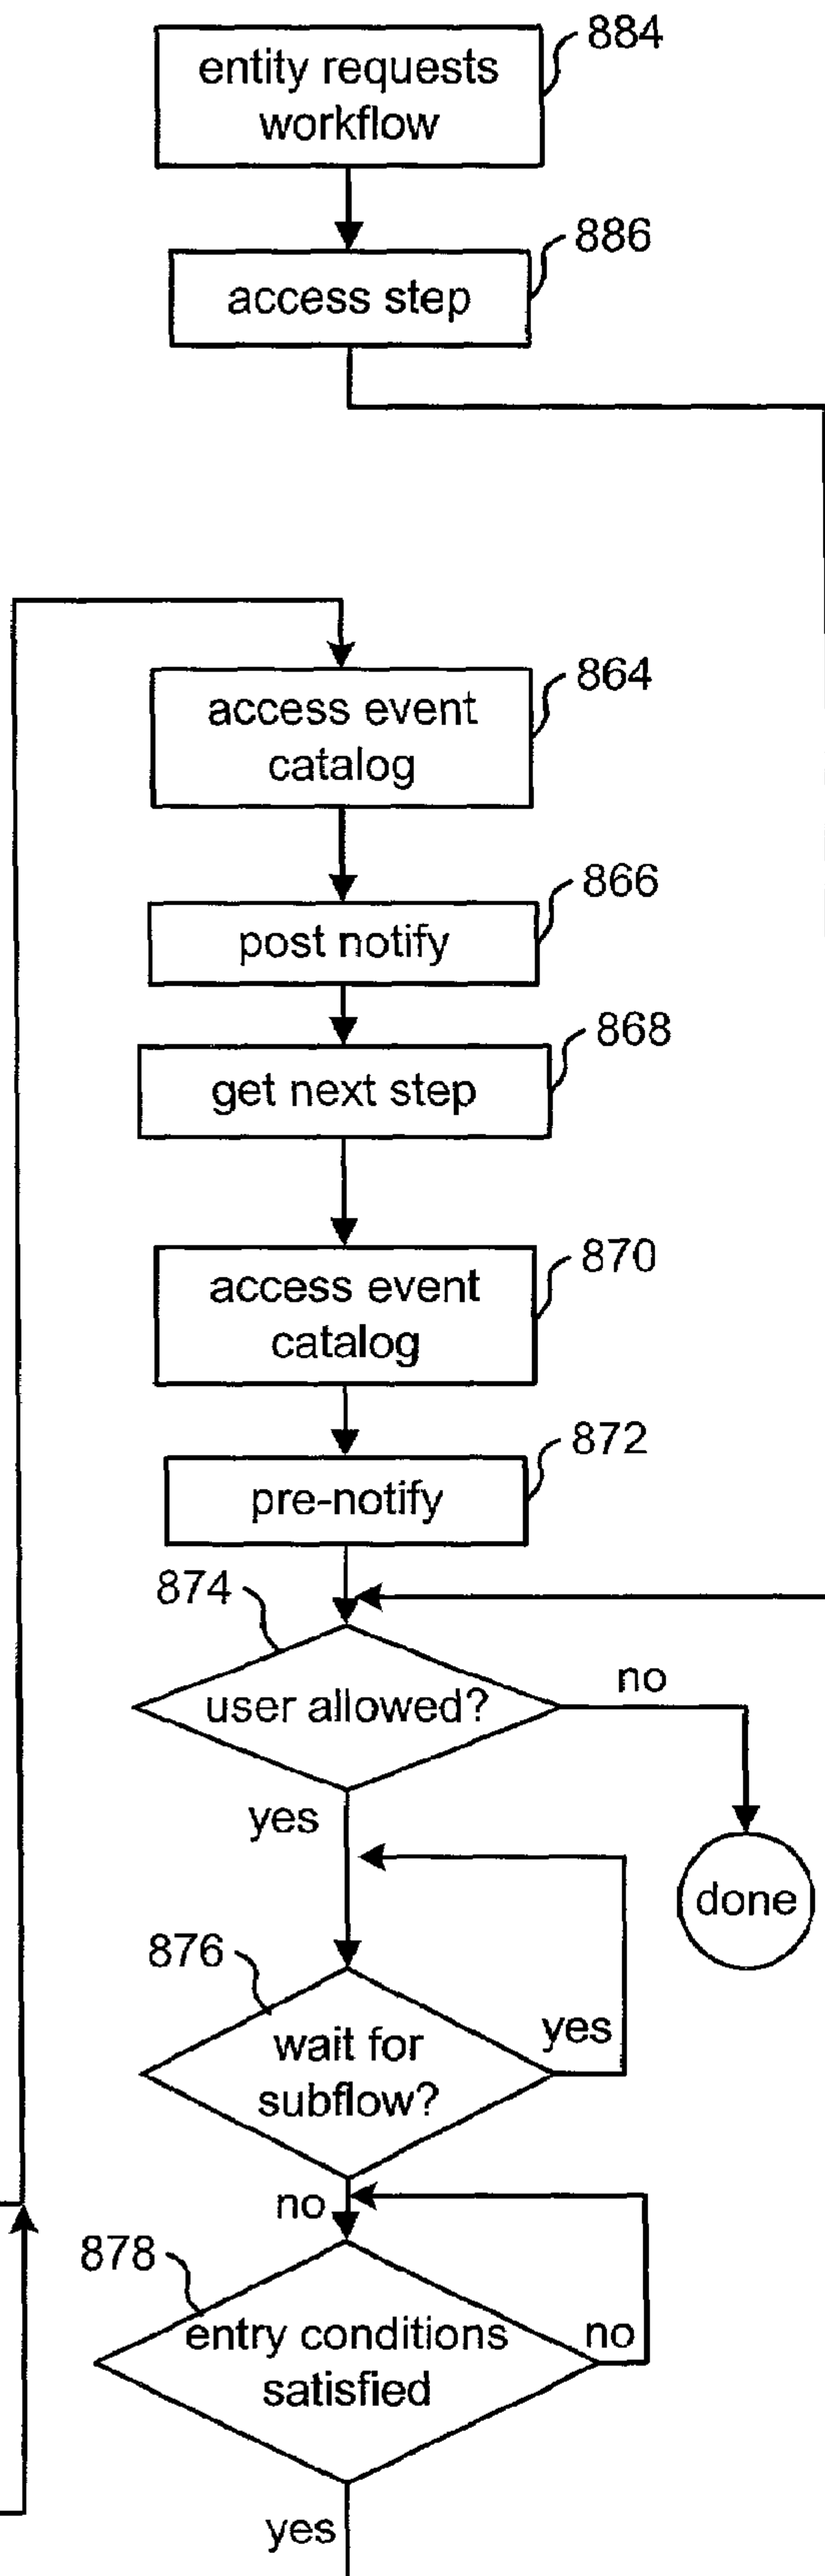 884
entity requests
workflow
886
access step
864
access event
catalog
866
post notify
868
get next step
870
access event
catalog
872
pre-notify
874
user allowed?
no
yes
done
876
wait for
subflow?
yes
no
878
entry conditions
satisfied
no
yes